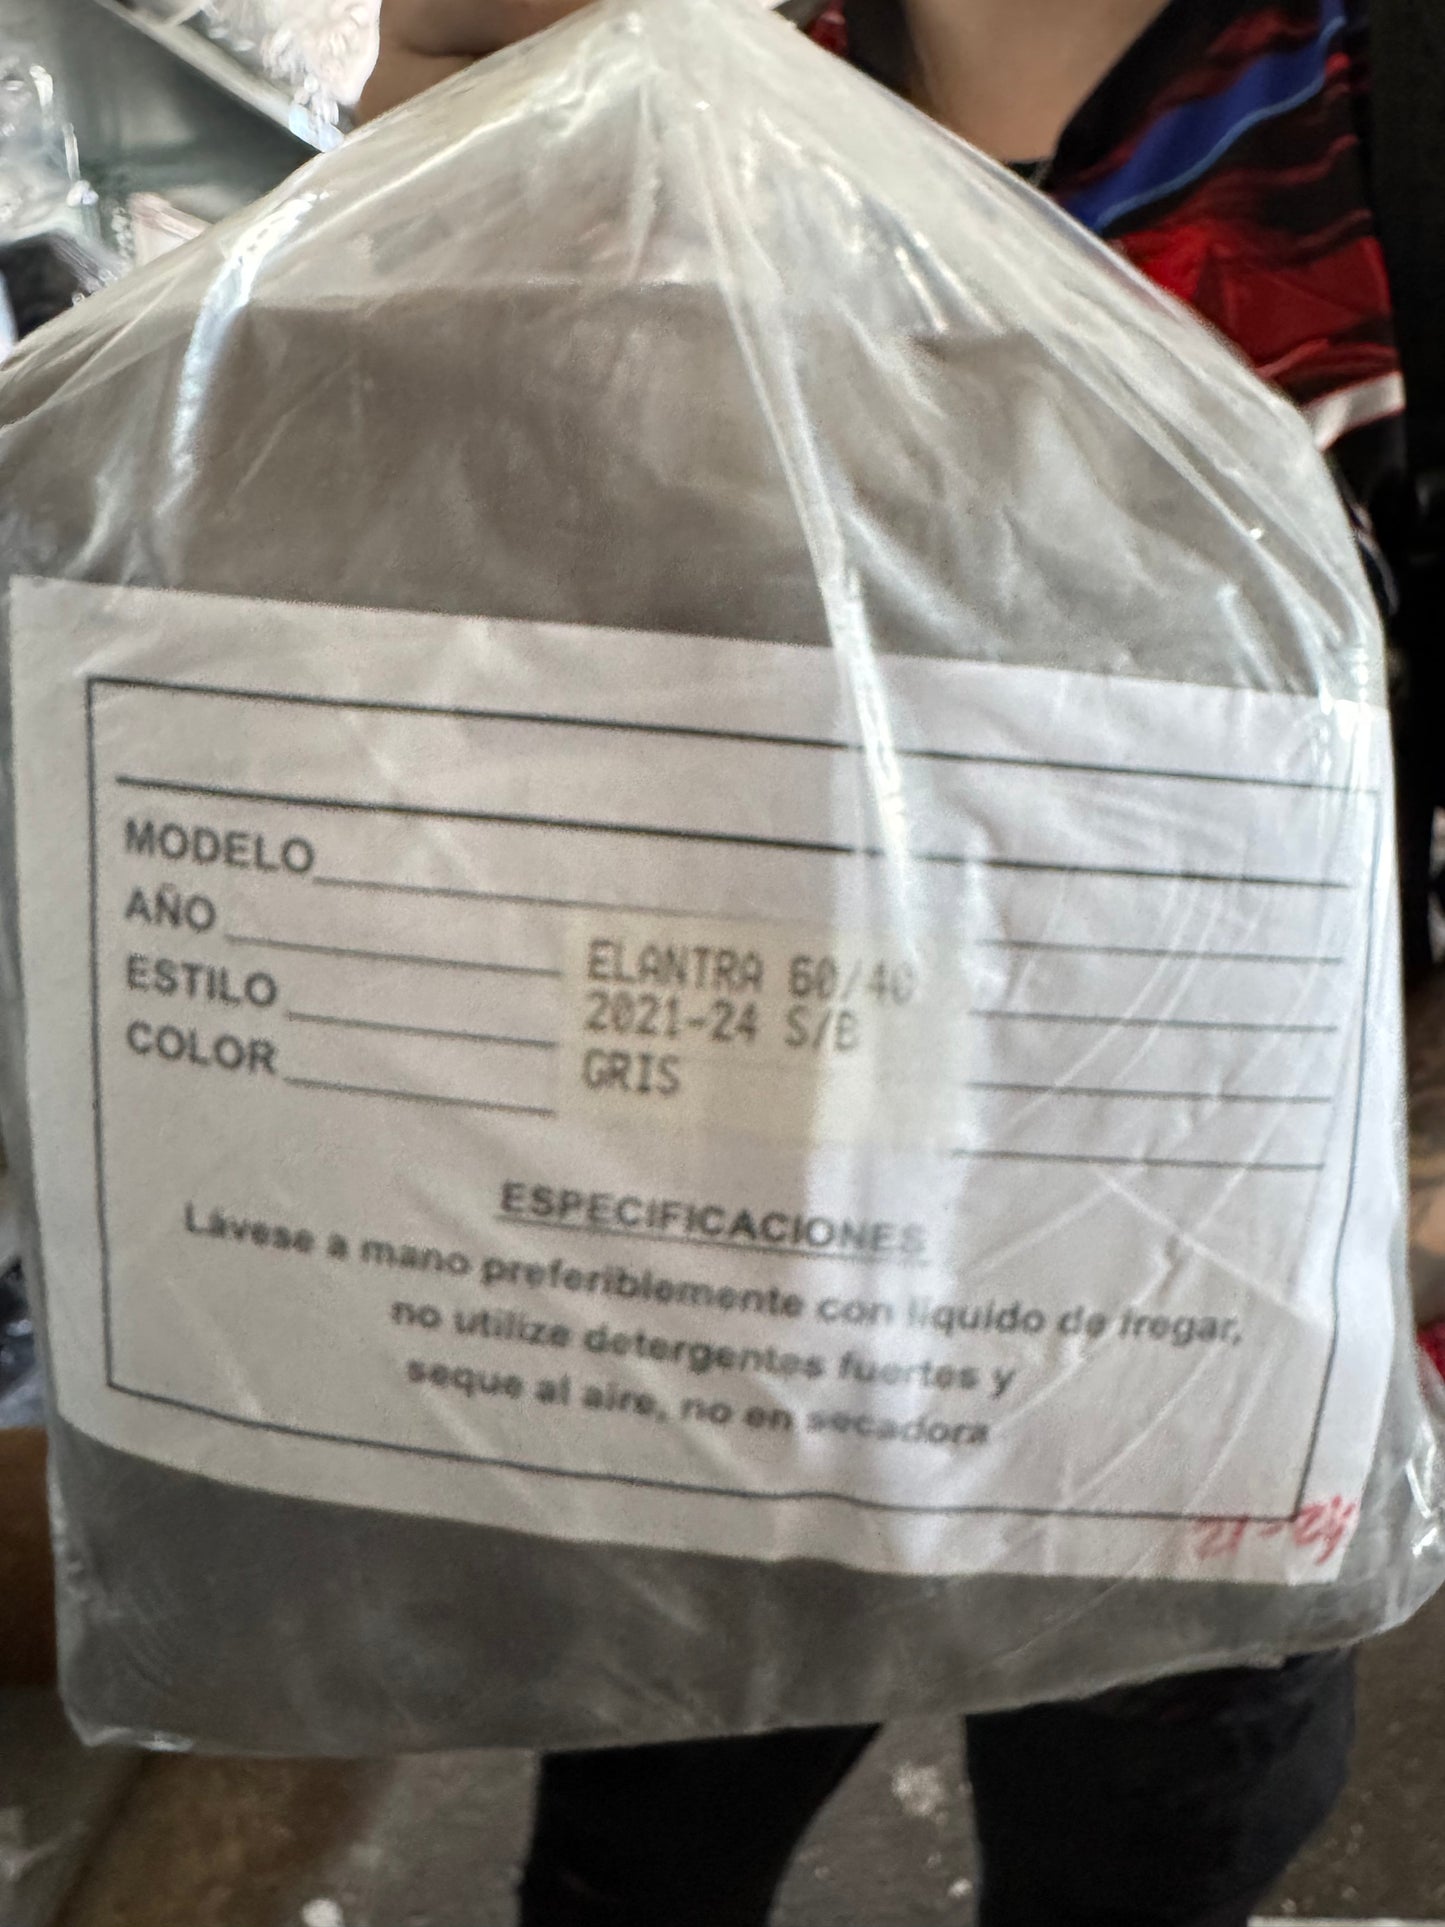 MODELO
AÑO
ESTILO
COLOR
ELANTRA 60/40
2021-24 S/B
GRIS
ESPECIFICACIONES
Lávese a mano preferiblemente con líquido de fregar,
no utilize detergentes fuertes y
seque al aire, no en secadora